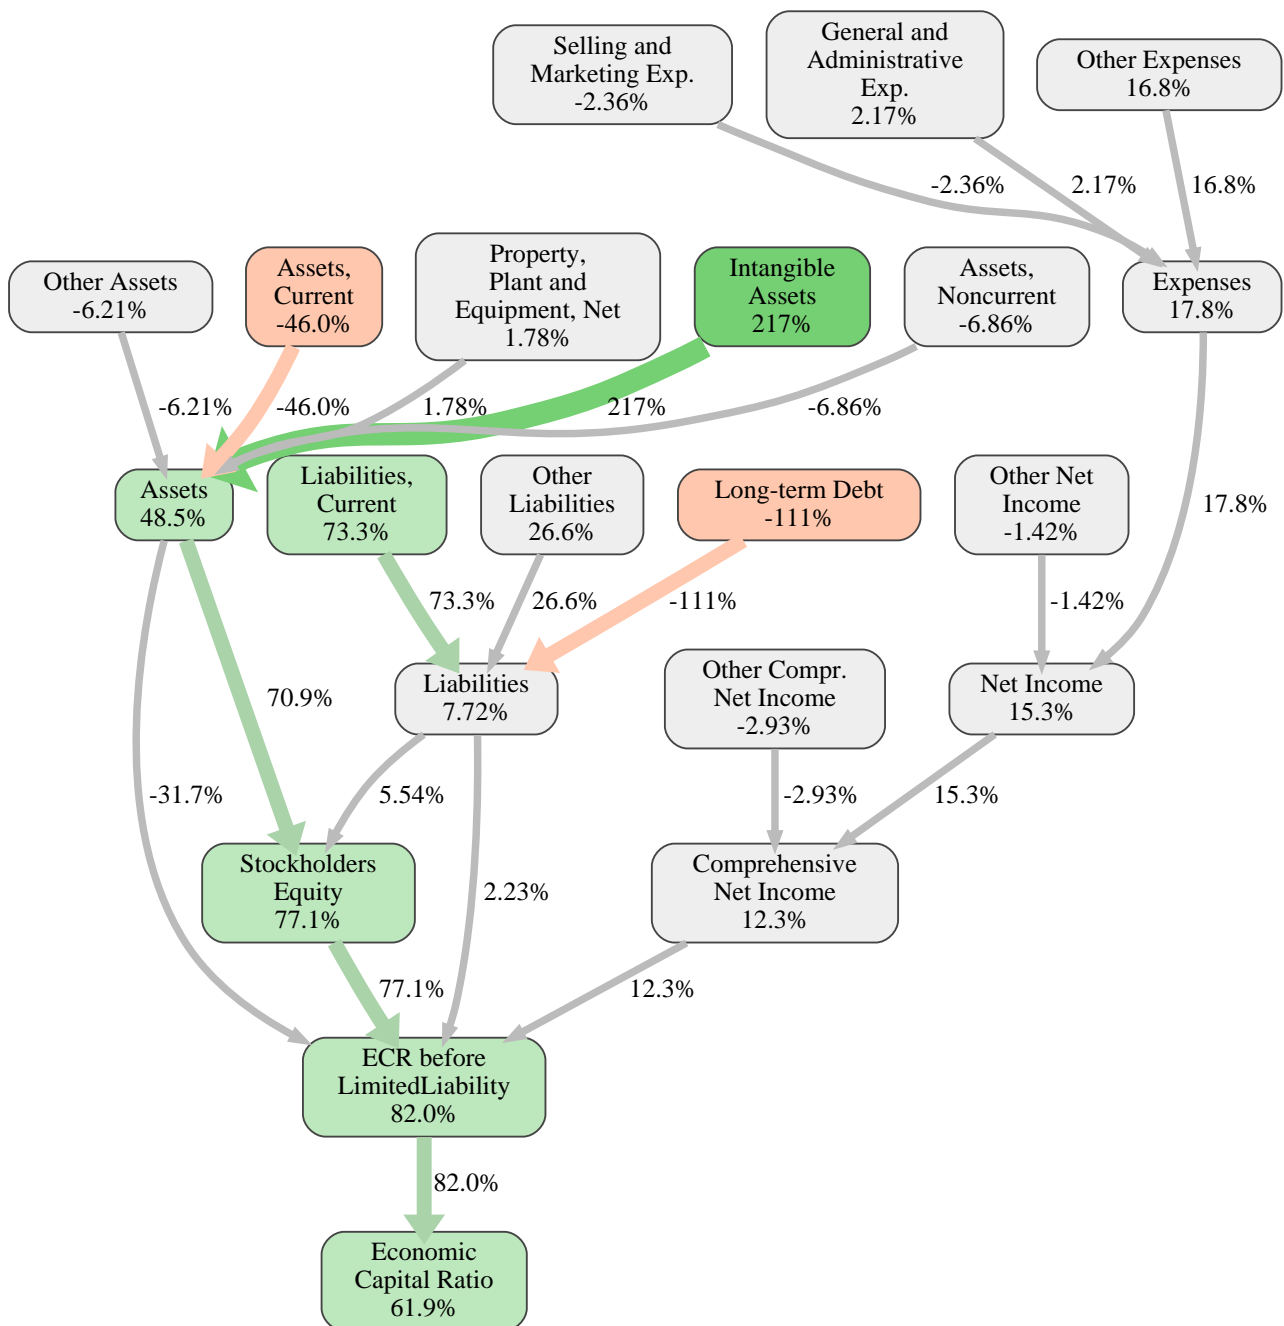 Selling and
Marketing Exp.
-2.36%
General and
Administrative
Exp.
2.17%
Other Expenses
16.8%
-2.36%
2.17%
16.8%
Other Assets
-6.21%
Assets,
Current
-46.0%
Property,
Plant and
Equipment, Net
1.78%
Intangible
Assets
217%
Assets,
Noncurrent
-6.86%
Expenses
17.8%
-6.21%
-46.0%
1.78%
217%
-6.86%
17.8%
Assets
48.5%
Liabilities,
Current
73.3%
Other
Liabilities
26.6%
Long-term Debt
-111%
Other Net
Income
-1.42%
73.3%
26.6%
-111%
-1.42%
70.9%
Liabilities
7.72%
Other Compr.
Net Income
-2.93%
Net Income
15.3%
-31.7%
5.54%
-2.93%
15.3%
Stockholders
Equity
77.1%
2.23%
Comprehensive
Net Income
12.3%
77.1%
12.3%
ECR before
LimitedLiability
82.0%
82.0%
Economic
Capital Ratio
61.9%